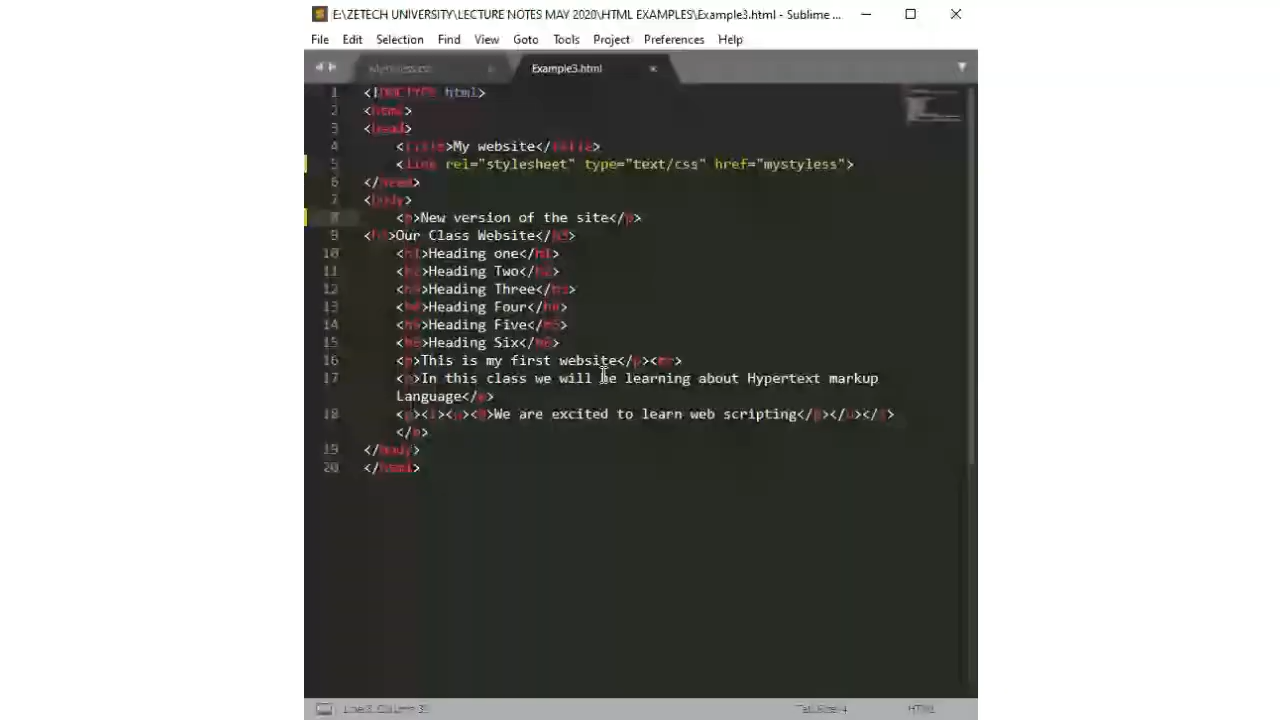 E:\ZETECH UNIVERSITY\LECTURE NOTES MAY 2020\HTML EXAMPLES\Example3.html - Sublime ...
File Edit Selection Find View Goto Tools Project Preferences Help
Example3.html
1 <!DOCTYPE html>
2 <html>
3 <head>
4 <title>My website</title>
5 <link rel="stylesheet" type="text/css" href="mystyless">
6 </head>
7 <body>
8 <p>New version of the site</p>
9 Our Class Website</h3>
10 <h1>Heading one</h1>
11 <h2>Heading Two</h2>
12 <h3>Heading Three</h3>
13 <h4>Heading Four</h4>
14 <h5>Heading Five</h5>
15 <h6>Heading Six</h6>
16 <p>This is my first website</p>
17 <p>In this class we will be learning about Hypertext markup
Language</p>
18 We are excited to learn web scripting
</p>
19 </body>
20 </html>
Tab Size: 4
HTML